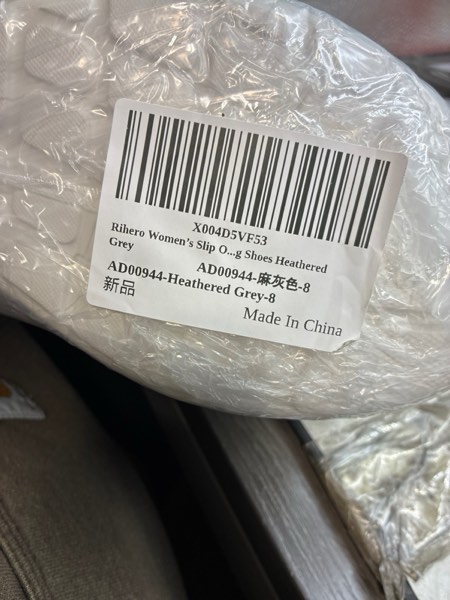 X004D5VF53
Rihero Women's Slip O...g Shoes Heathered
Grey
AD00944-麻灰色-8
AD00944-Heathered Grey-8
新品
Made In China